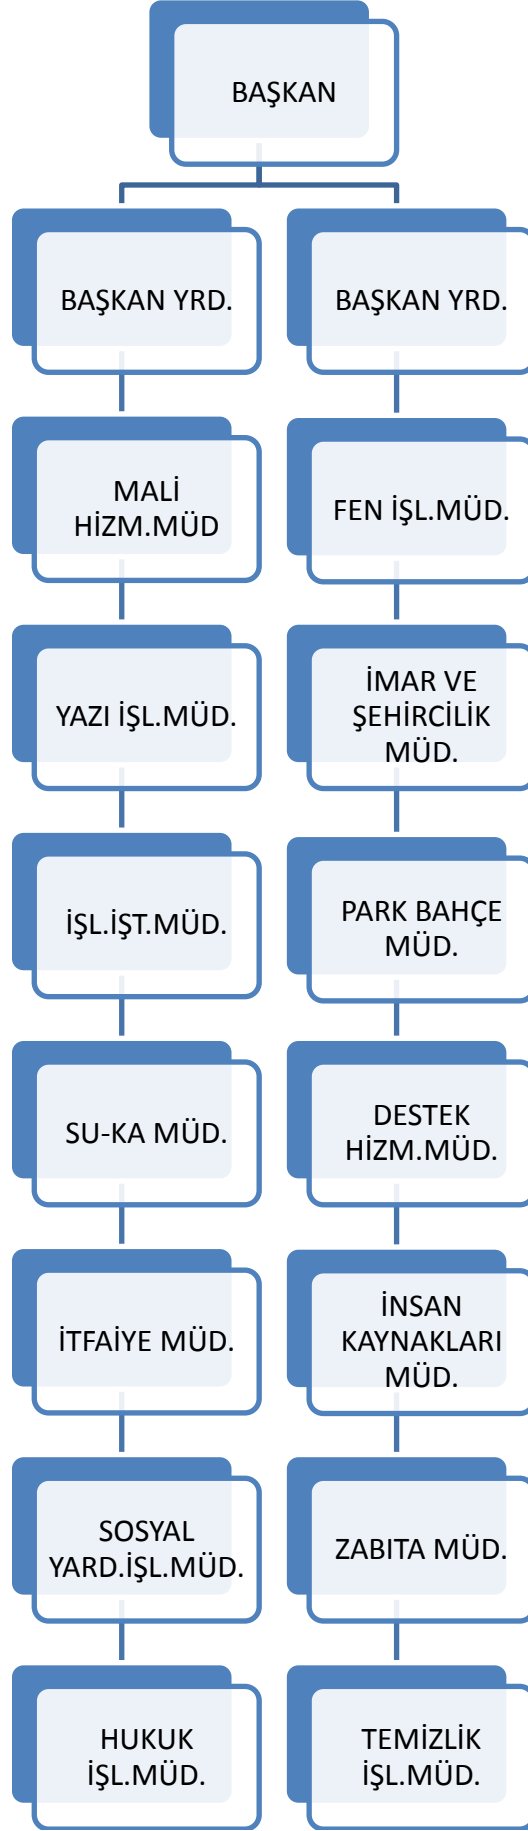 BAŞKAN
BAŞKAN YRD.
BAŞKAN YRD.
MALİ
HİZM.MÜD
FEN İŞL.MÜD.
YAZI İŞL.MÜD.
İMAR VE
ŞEHİRCİLİK
MÜD.
İŞL.İŞT.MÜD.
PARK BAHÇE
MÜD.
SU-KA MÜD.
DESTEK
HİZM.MÜD.
İTFAİYE MÜD.
İNSAN
KAYNAKLARI
MÜD.
SOSYAL
YARD.İŞL.MÜD.
ZABITA MÜD.
HUKUK
İŞL.MÜD.
TEMİZLİK
İŞL.MÜD.